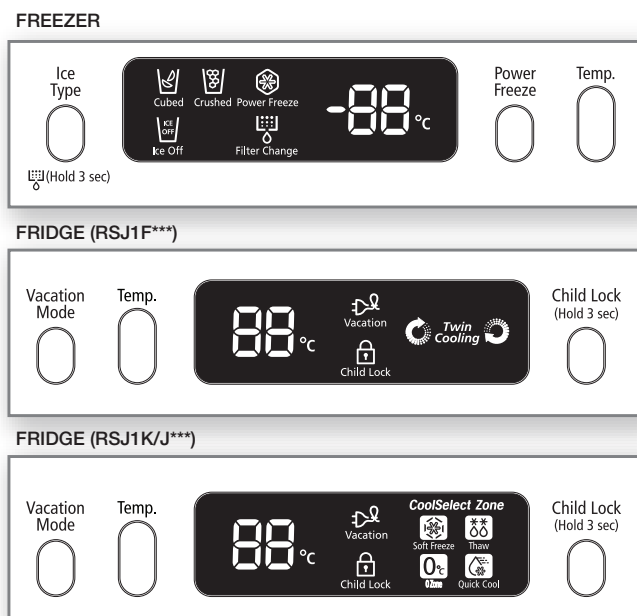 FREEZER
Ice
Type
(Hold 3 sec)
Cubed Crushed Power Freeze
ICE
OFF
Ice Off Filter Change
-88°C
Power
Freeze
Temp.
FRIDGE (RSJ1F***)
Vacation
Mode
Temp.
88°C
Vacation
Child Lock
Twin
Cooling
Child Lock
(Hold 3 sec)
FRIDGE (RSJ1K/J***)
Vacation
Mode
Temp.
88°C
Vacation
Child Lock
CoolSelect Zone
Soft Freeze Thaw
0°C
0 Zone Quick Cool
Child Lock
(Hold 3 sec)